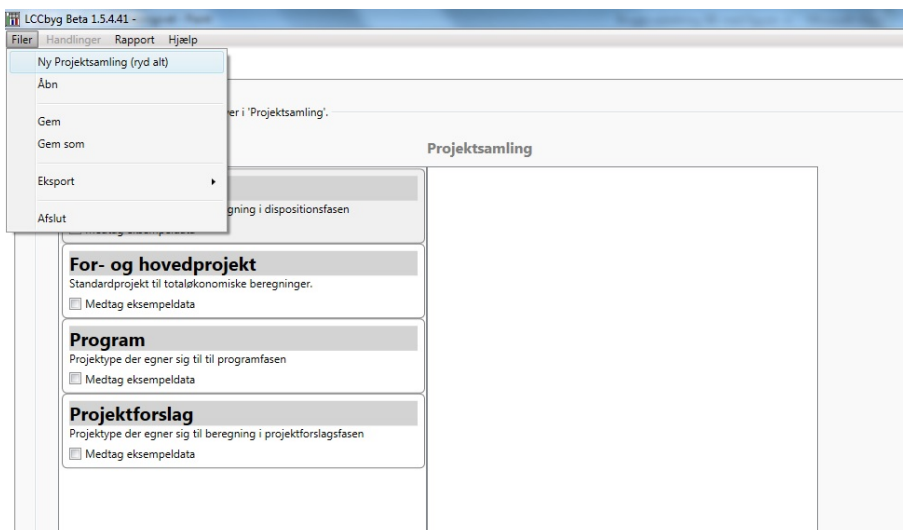 LCCbyg Beta 1.5.4.41 -
Filer Handlinger Rapport Hjælp
Ny Projektsamling (ryd alt)
Åbn
Gem
Gem som
Eksport
Afslut
er i 'Projektsamling'.
Projektsamling
gning i dispositionsfasen
For- og hovedprojekt
Standardprojekt til totaløkonomiske beregninger.
Medtag eksempeldata
Program
Projektype der egner sig til til programfasen
Medtag eksempeldata
Projektforslag
Projektype der egner sig til beregning i projektforslagsfasen
Medtag eksempeldata